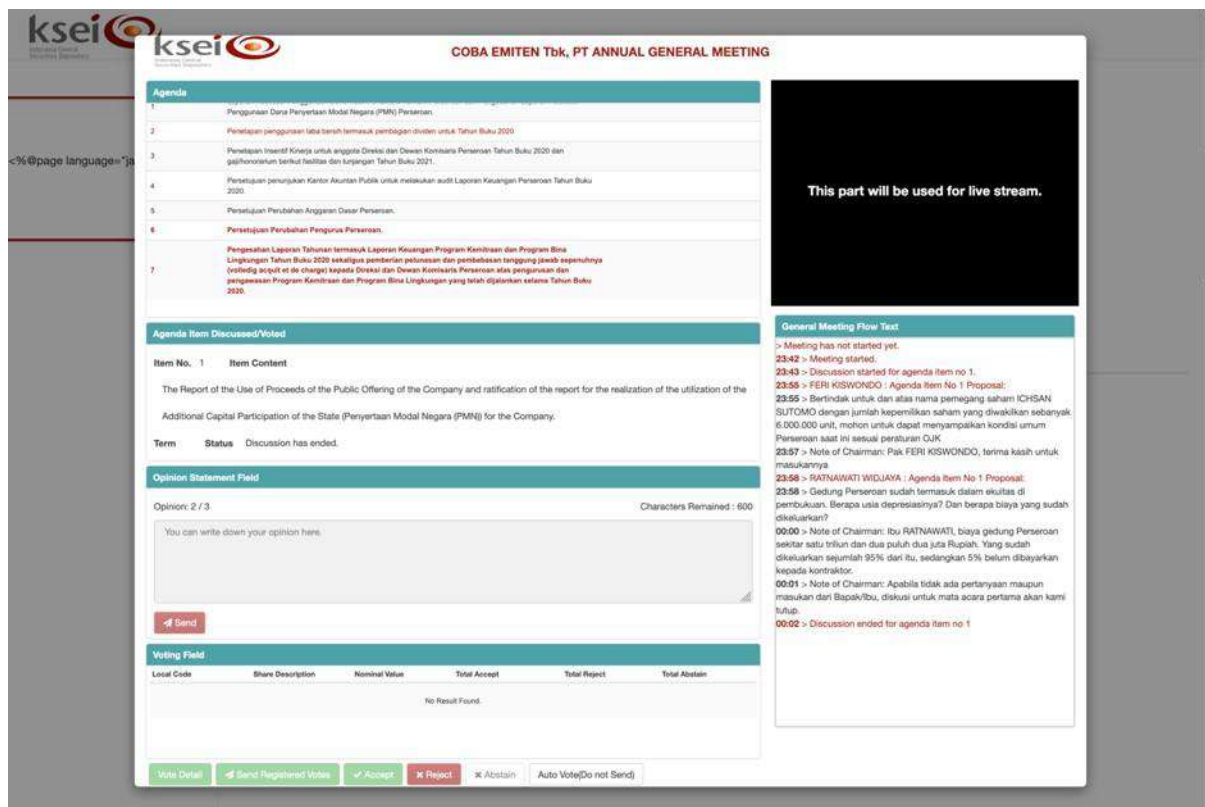 ksei
<%@page language="ja
ksei
COBA EMITEN Tbk, PT ANNUAL GENERAL MEETING
Agenda
1
Penggunaan Dana Penyertaan Modal Negara (PMN) Perseroan.
2 Penetapan penggunaan laba bersih termasuk pembagian dividen untuk Tahun Buku 2020
Penetapan Insentif Kinerja untuk anggota Direksi dan Dewan Komisaris Perseroan Tahun Buku 2020 dan
3
gaji/honorarium berikut fasilitas dan tunjangan Tahun Buku 2021.
Persetujuan penunjukan Kantor Akuntan Publik untuk melakukan audit Laporan Keuangan Perseroan Tahun Buku
4
2020.
5 Persetujuan Perubahan Anggaran Dasar Perseroan.
6 Persetujuan Perubahan Pengurus Perseroan.
Pengesahan Laporan Tahunan termasuk Laporan Keuangan Program Kemitraan dan Program Bina
Lingkungan Tahun Buku 2020 sekaligus pemberian pelunasan dan pembebasan tanggung jawab sepenuhnya
7 (volledig acquit et de charge) kepada Direksi dan Dewan Komisaris Perseroan atas pengurusan dan
pengawasan Program Kemitraan dan Program Bina Lingkungan yang telah dijalankan selama Tahun Buku
2020.
Agenda Item Discussed/Voted
Item No. 1 Item Content
The Report of the Use of Proceeds of the Public Offering of the Company and ratification of the report for the realization of the utilization of the
Additional Capital Participation of the State (Penyertaan Modal Negara (PMN)) for the Company.
Term Status Discussion has ended.
Opinion Statement Field
Opinion: 2 / 3 Characters Remained : 600
You can write down your opinion here.
Send
Voting Field
Local Code Share Description Nominal Value Total Accept Total Reject Total Abstain
No Result Found.
Vote Detail Send Registered Votes Accept Reject Abstain Auto Vote(Do not Send)
This part will be used for live stream.
General Meeting Flow Text
> Meeting has not started yet.
23:42 > Meeting started.
23:43 > Discussion started for agenda item no 1.
23:55 > FERI KISWONDO : Agenda Item No 1 Proposal:
23:55 > Bertindak untuk dan atas nama pemegang saham ICHSAN
SUTOMO dengan jumlah kepemilikan saham yang diwakilkan sebanyak
6.000.000 unit, mohon untuk dapat menyampaikan kondisi umum
Perseroan saat ini sesuai peraturan OJK
23:57 > Note of Chairman: Pak FERI KISWONDO, terima kasih untuk
masukannya
23:58 > RATNAWATI WIDJAYA : Agenda Item No 1 Proposal:
23:58 > Gedung Perseroan sudah termasuk dalam ekuitas di
pembukuan. Berapa usia depresiasinya? Dan berapa biaya yang sudah
dikeluarkan?
00:00 > Note of Chairman: Ibu RATNAWATI, biaya gedung Perseroan
sekitar satu triliun dan dua puluh dua juta Rupiah. Yang sudah
dikeluarkan sejumlah 95% dari itu, sedangkan 5% belum dibayarkan
kepada kontraktor.
00:01 > Note of Chairman: Apabila tidak ada pertanyaan maupun
masukan dari Bapak/Ibu, diskusi untuk mata acara pertama akan kami
tutup.
00:02 > Discussion ended for agenda item no 1